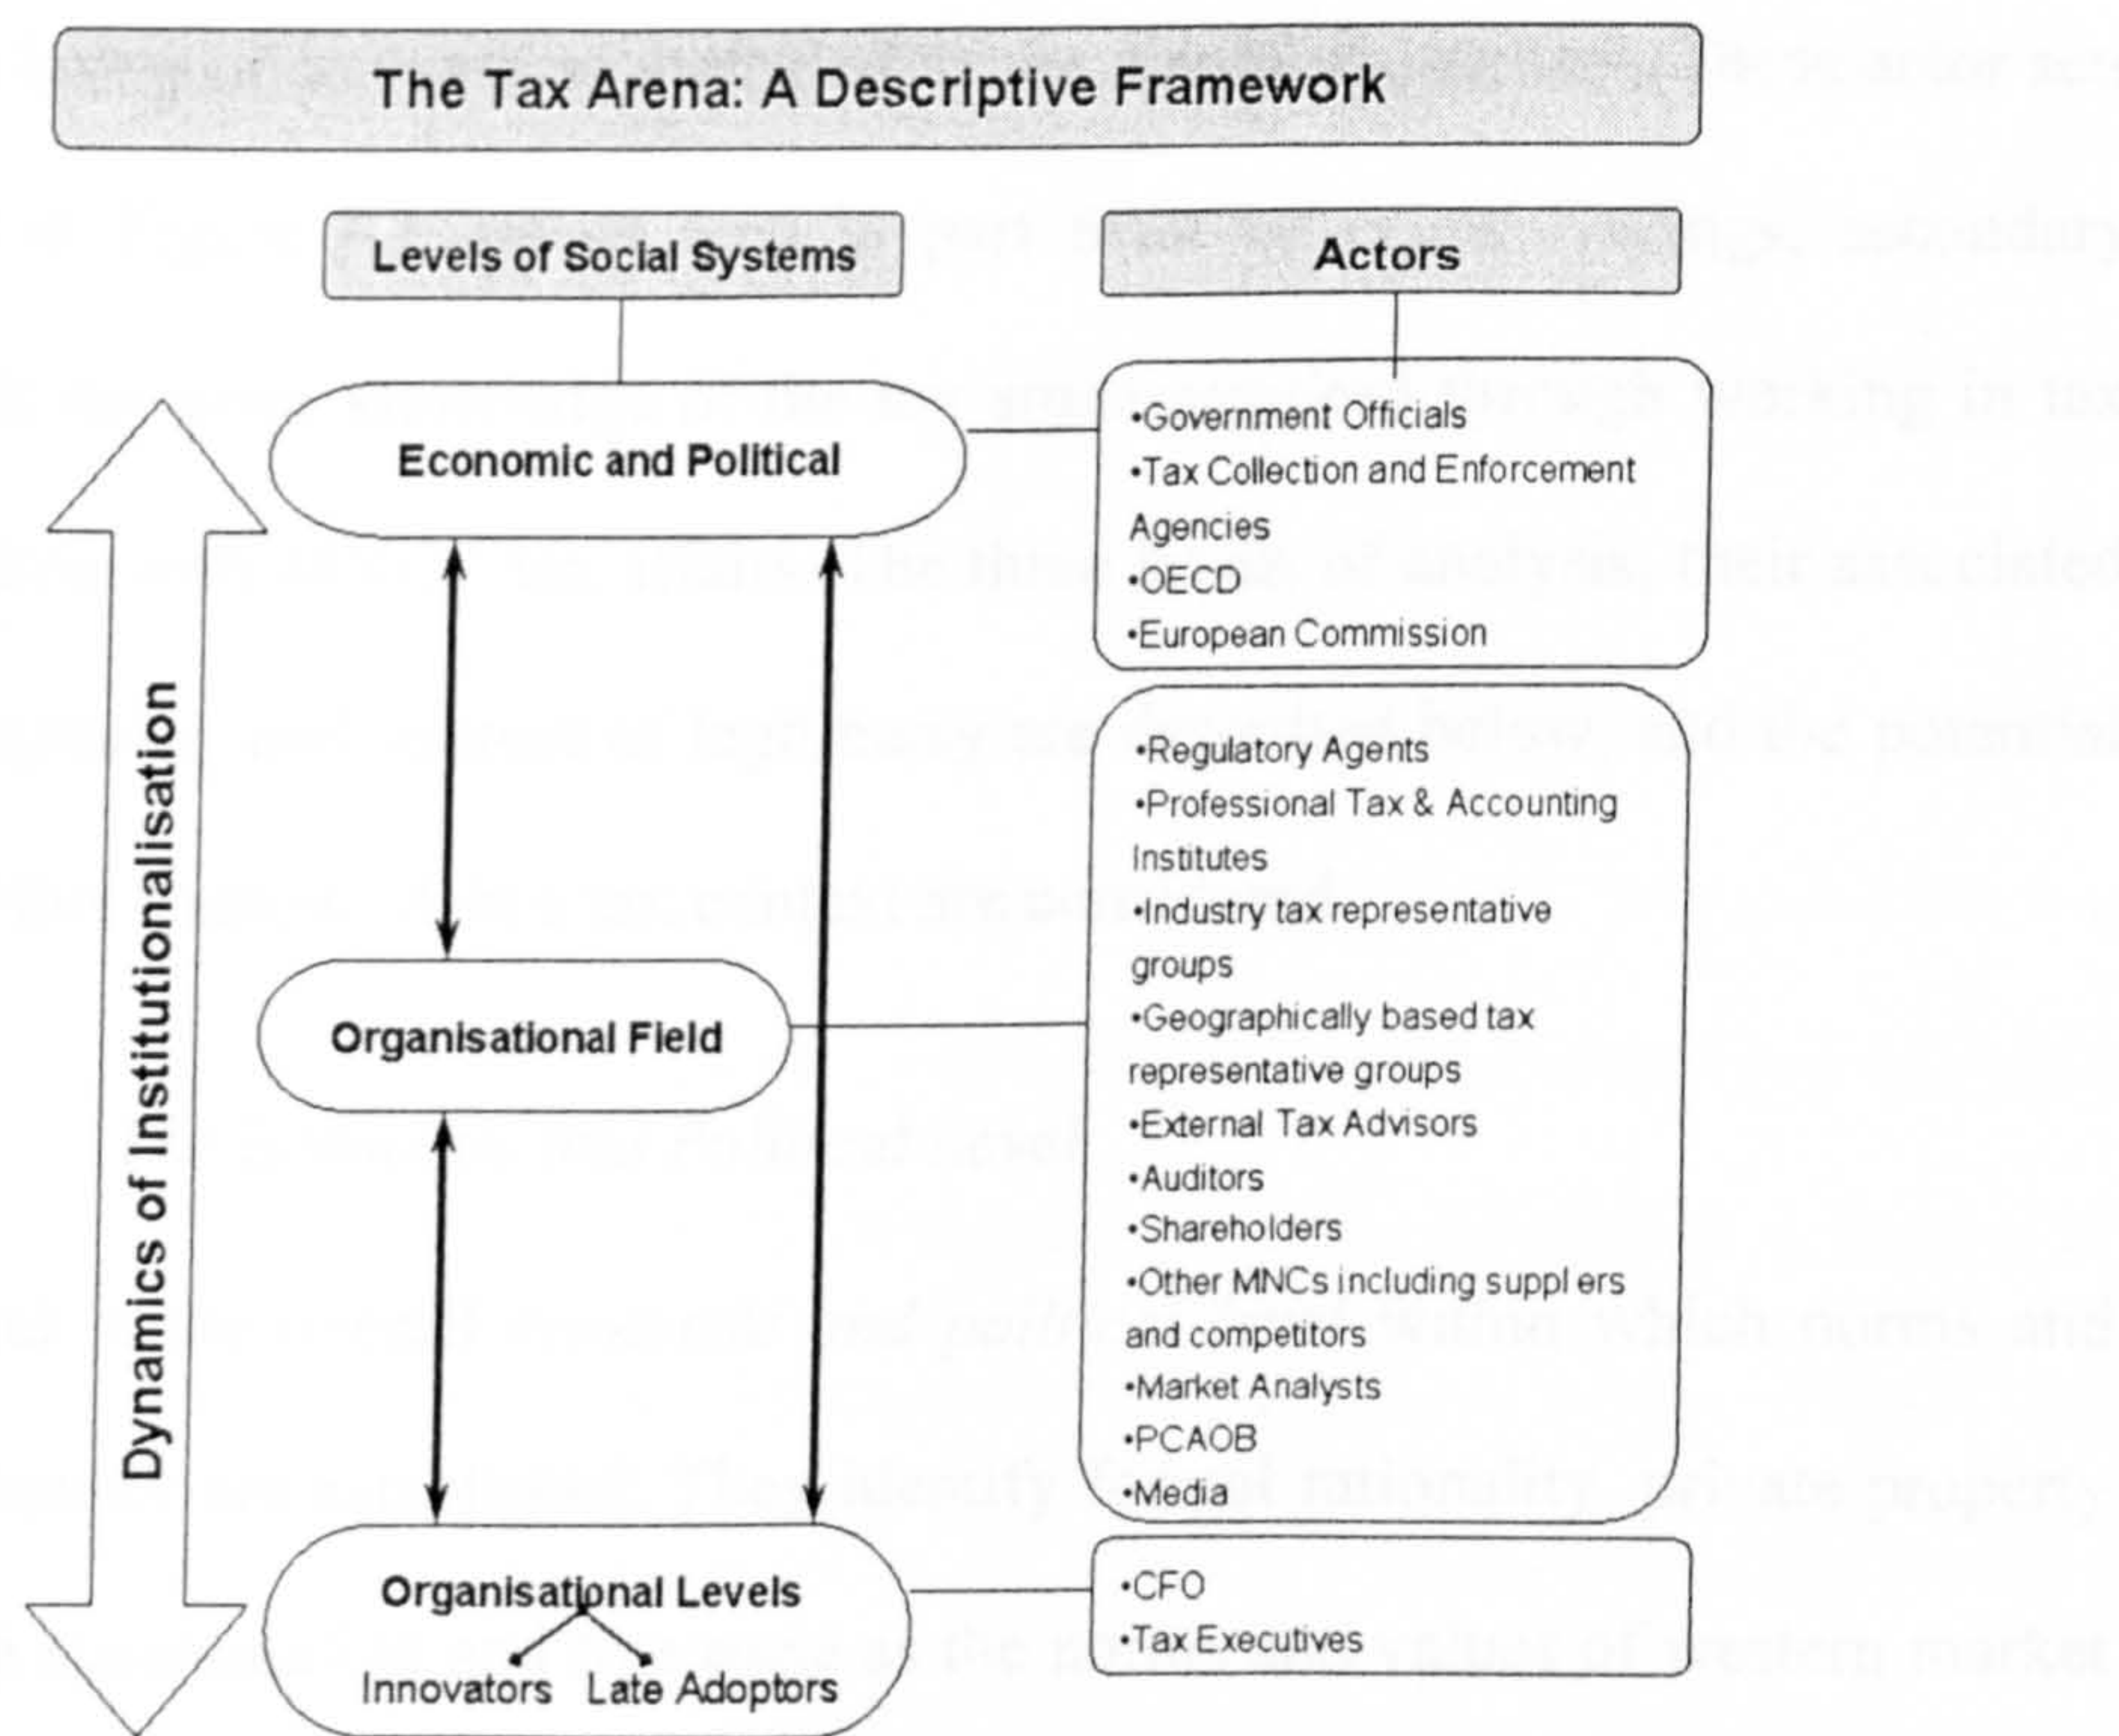 The Tax Arena: A Descriptive Framework
Levels of Social Systems
Actors
Economic and Political
•Government Officials
•Tax Collection and Enforcement
Agencies
•OECD
•European Commission
Dynamics of Institutionalisation
Organisational Field
•Regulatory Agents
•Professional Tax & Accounting
Institutes
•Industry tax representative
groups
•Geographically based tax
representative groups
•External Tax Advisors
•Auditors
•Shareholders
•Other MNCs including suppl ers
and competitors
•Market Analysts
•PCAOB
•Media
Organisational Levels
Innovators Late Adoptors
•CFO
•Tax Executives